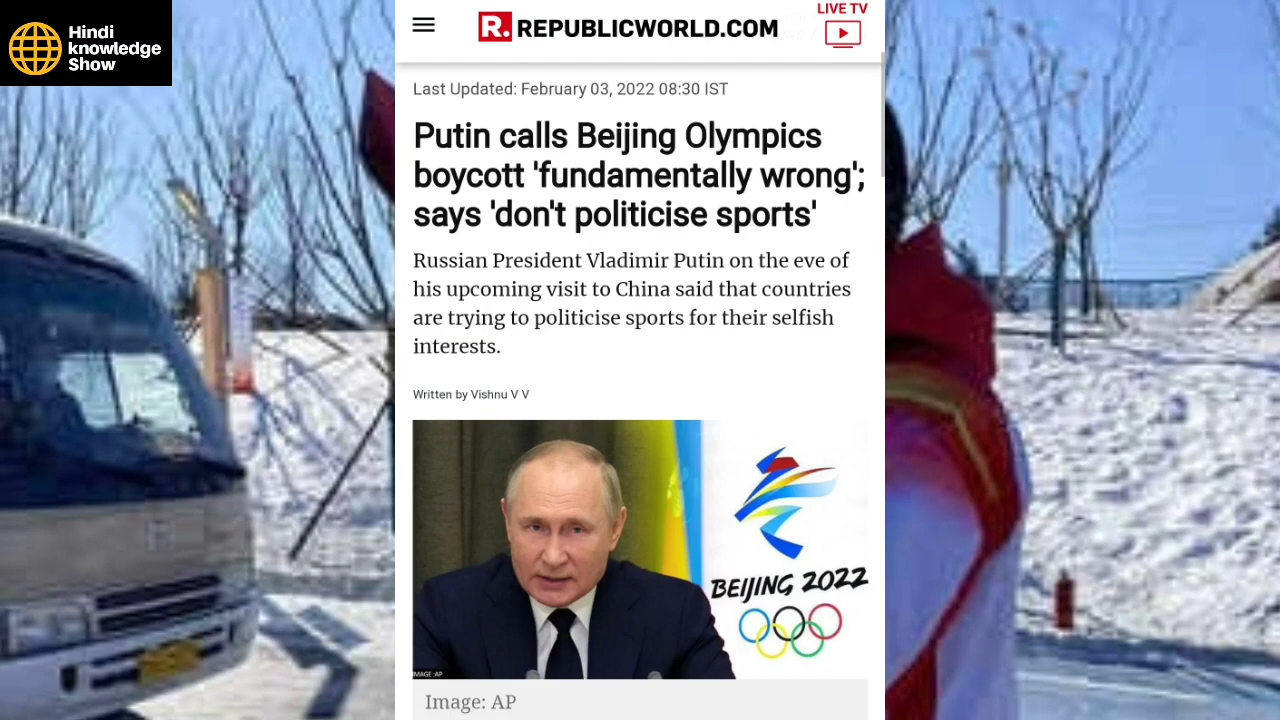 Hindi
knowledge
Show
LIVE TV
R. REPUBLICWORLD.COM
Last Updated: February 03, 2022 08:30 IST
Putin calls Beijing Olympics
boycott 'fundamentally wrong';
says 'don't politicise sports'
Russian President Vladimir Putin on the eve of
his upcoming visit to China said that countries
are trying to politicise sports for their selfish
interests.
Written by Vishnu V V
BEIJING 2022
IMAGE :AP
Image: AP